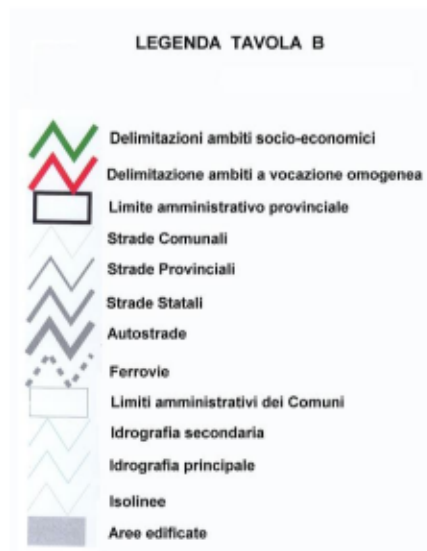 LEGENDA TAVOLA B
Delimitazioni ambiti socio-economici
Delimitazione ambiti a vocazione omogenea
Limite amministrativo provinciale
Strade Comunali
Strade Provinciali
Strade Statali
Autostrade
Ferrovie
Limiti amministrativi dei Comuni
Idrografia secondaria
Idrografia principale
Isolinee
Aree edificate